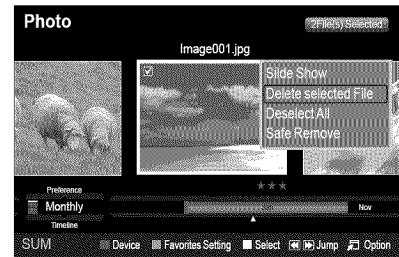 Photo
2File(s) Selected
Image001.jpg
Silde Show
Delete selected File
Deselect All
Safe Remove
Preference
Monthly
Nov
Timeline
SUM
Device
Favorites Setting
Select
Jump
Option